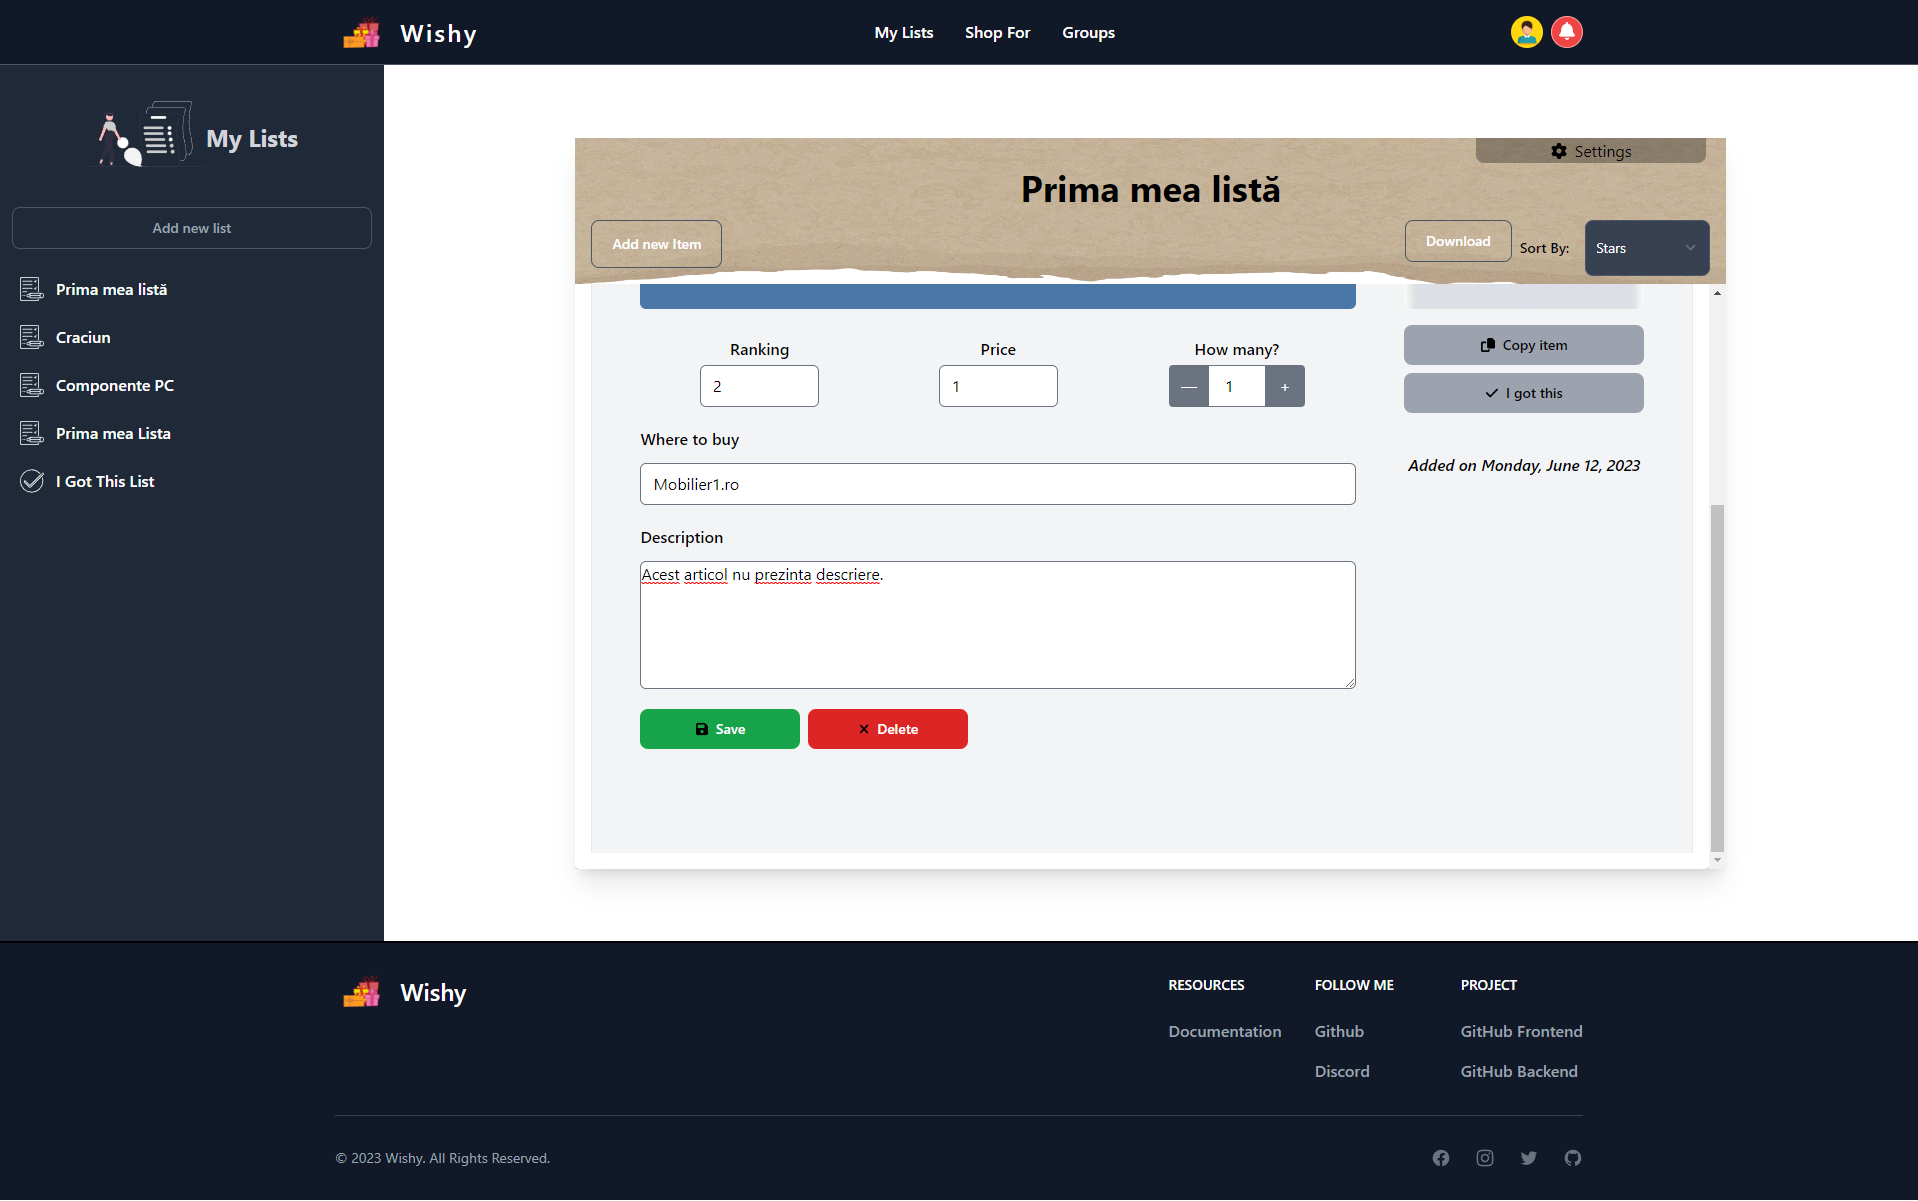 Wishy
My Lists
Shop For
Groups
My Lists
Add new list
Prima mea listă
Craciun
Componente PC
Prima mea Lista
I Got This List
Settings
Prima mea listă
Add new Item
Download
Sort By:
Stars
Ranking
Price
How many?
2
1
— 1 +
Copy item
I got this
Where to buy
Mobilier1.ro
Added on Monday, June 12, 2023
Description
Acest articol nu prezinta descriere.
Save
Delete
Wishy
RESOURCES
FOLLOW ME
PROJECT
Documentation
Github
GitHub Frontend
Discord
GitHub Backend
© 2023 Wishy. All Rights Reserved.